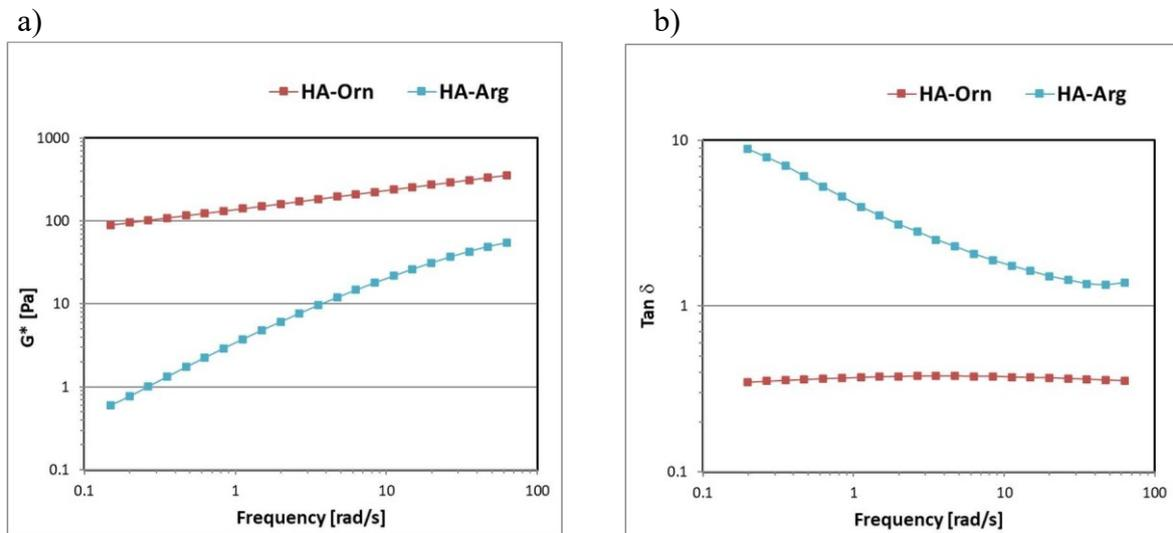 a)
HA-Orn HA-Arg
1000
100
10
1
0.1
G* [Pa]
0.1 1 10 100
Frequency [rad/s]
b)
HA-Orn HA-Arg
10
1
0.1
Tan δ
0.1 1 10 100
Frequency [rad/s]